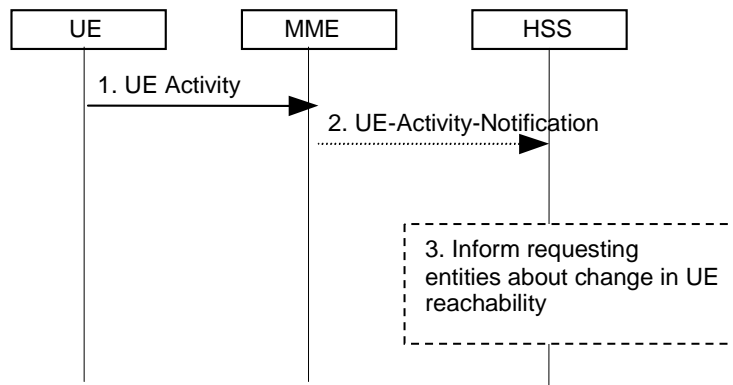 UE
MME
HSS
1. UE Activity
2. UE-Activity-Notification
3. Inform requesting
entities about change in UE
reachability